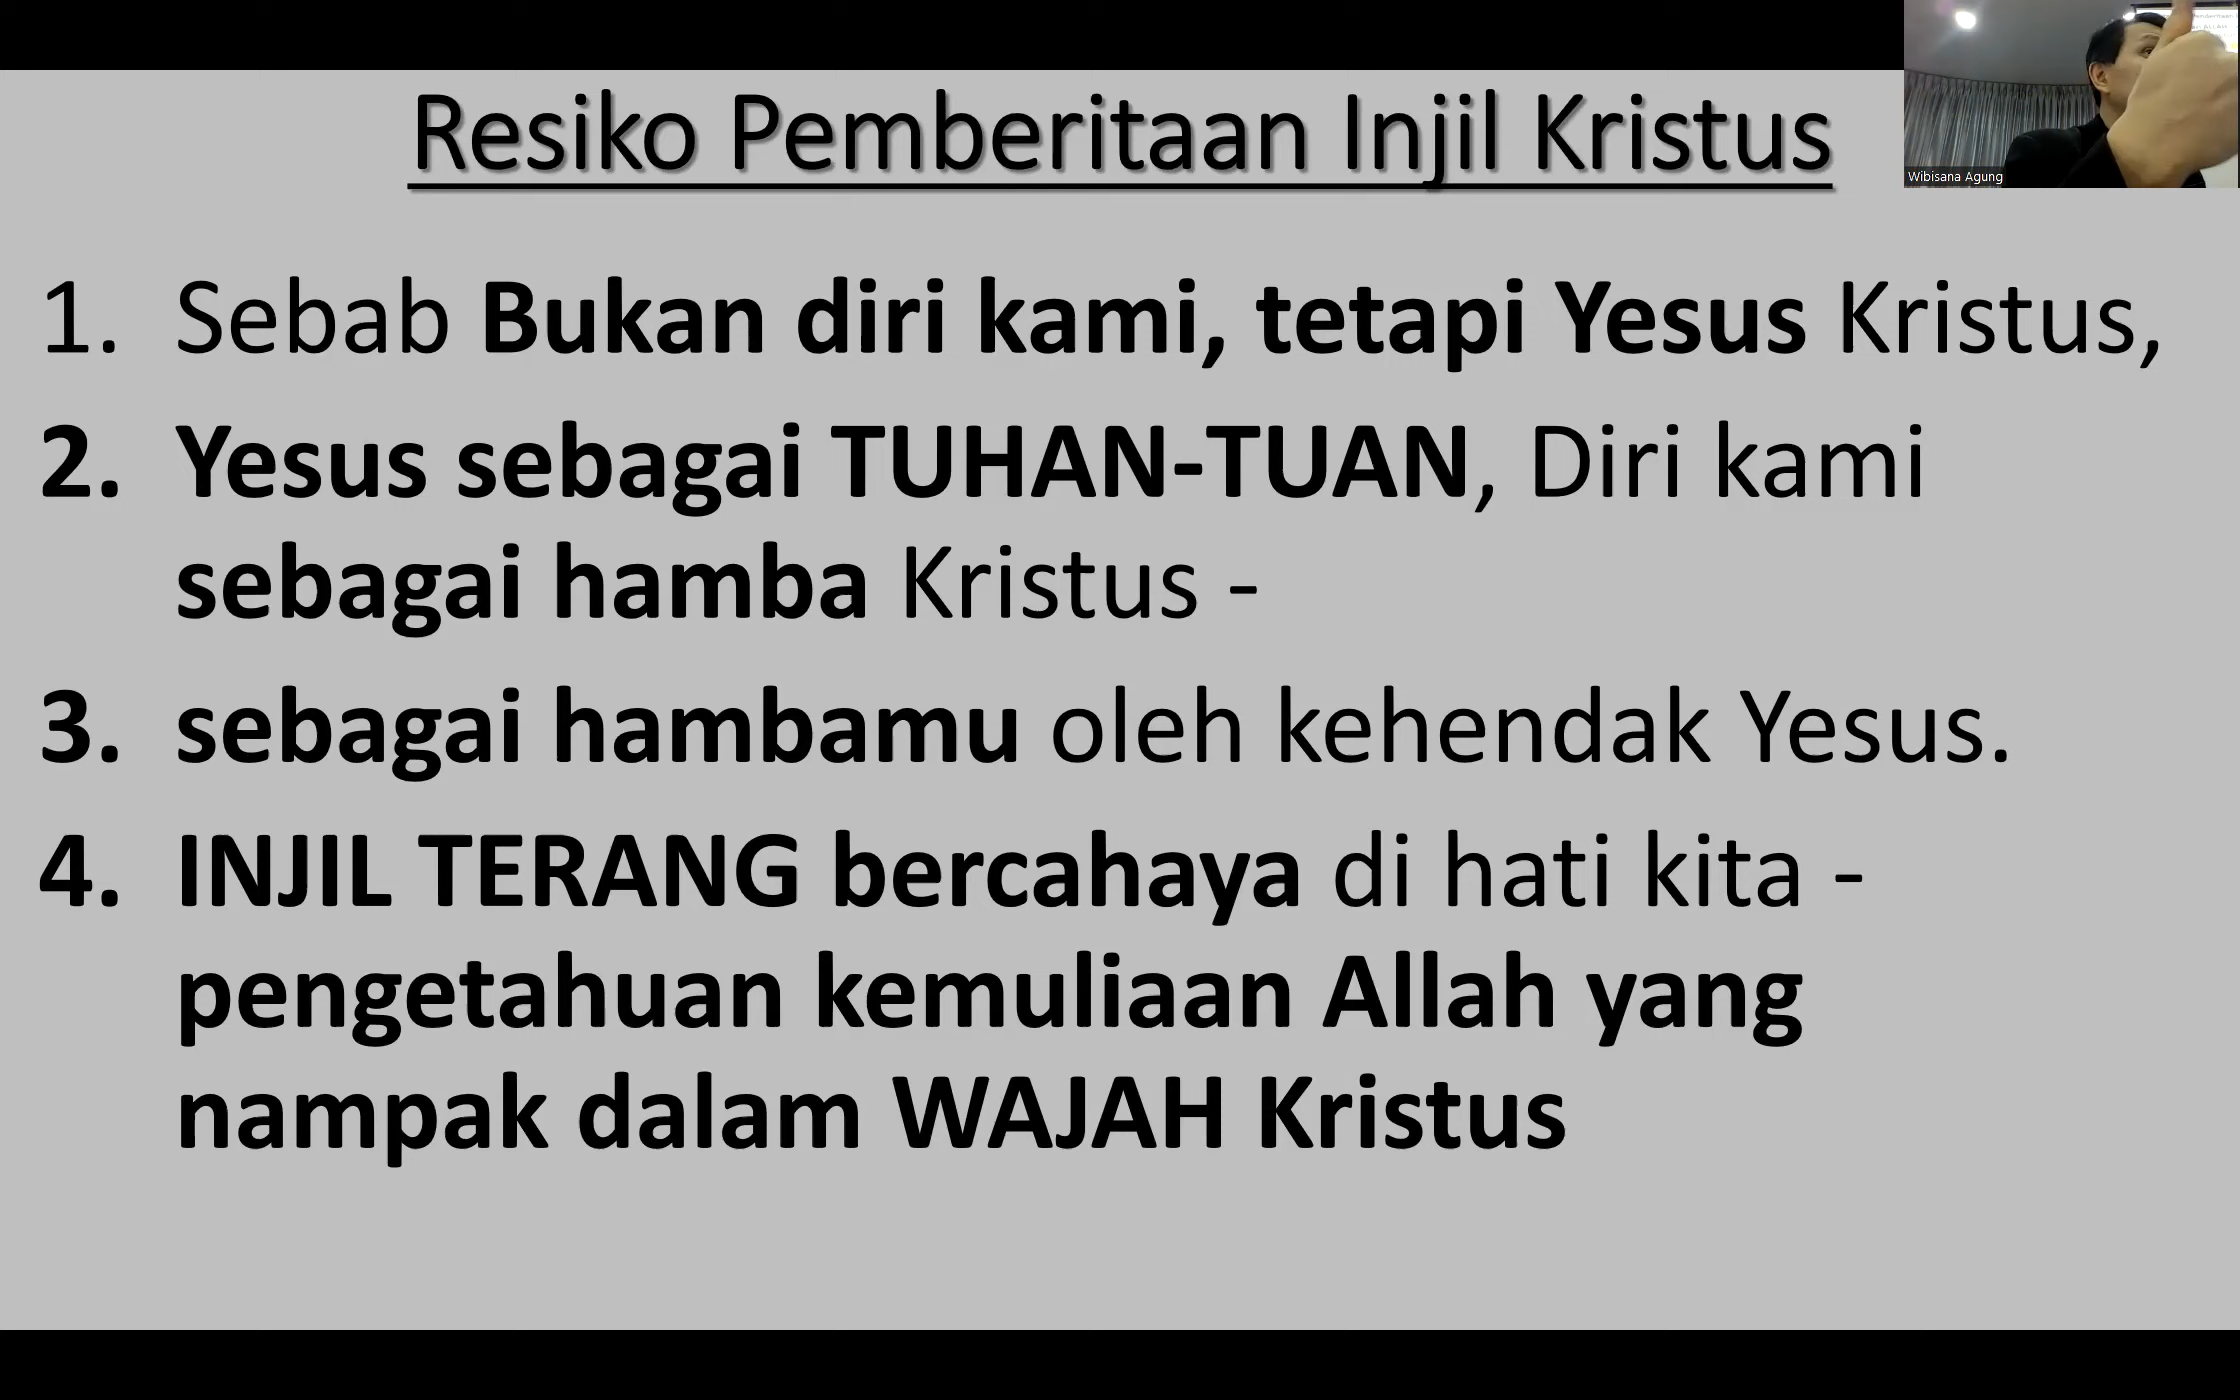 Resiko Pemberitaan Injil Kristus
Wibisana Agung
1. Sebab Bukan diri kami, tetapi Yesus Kristus,
2. Yesus sebagai TUHAN-TUAN, Diri kami
sebagai hamba Kristus -
3. sebagai hambamu oleh kehendak Yesus.
4. INJIL TERANG bercahaya di hati kita -
pengetahuan kemuliaan Allah yang
nampak dalam WAJAH Kristus